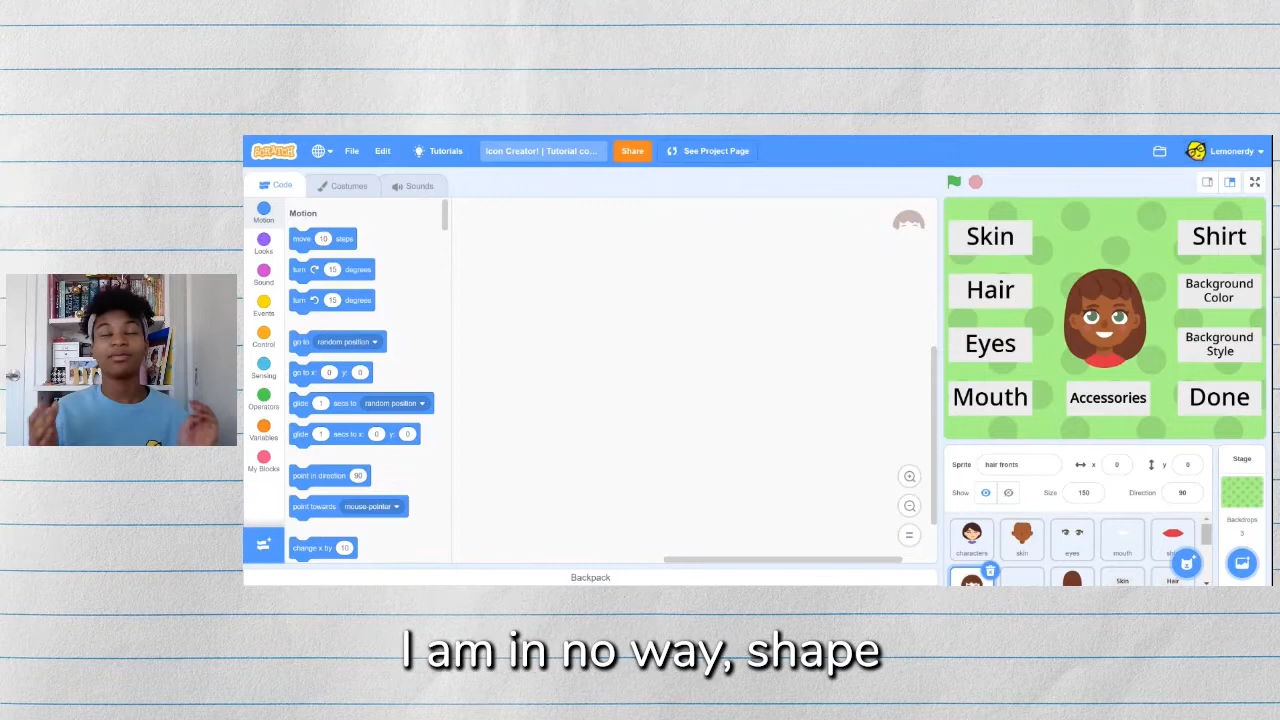 SCRATCH File Edit Tutorials Icon Creator! | Tutorial co... Share See Project Page Lemonerdy
Code Costumes Sounds
Motion
Looks
Sound
Events
Control
Sensing
Operators
Variables
My Blocks
Motion
move 10 steps
turn 15 degrees
turn 15 degrees
go to random position
go to x: 0 y: 0
glide 1 secs to random position
glide 1 secs to x: 0 y: 0
point in direction 90
point towards mouse-pointer
change x by 10
Backpack
Skin
Hair
Eyes
Mouth
Accessories
Shirt
Background
Color
Background
Style
Done
Sprite hair fronts x 0 y 0
Show Size 150 Direction 90
characters skin eyes mouth
Skin Hair
Stage
Backdrops
3
I am in no way, shape